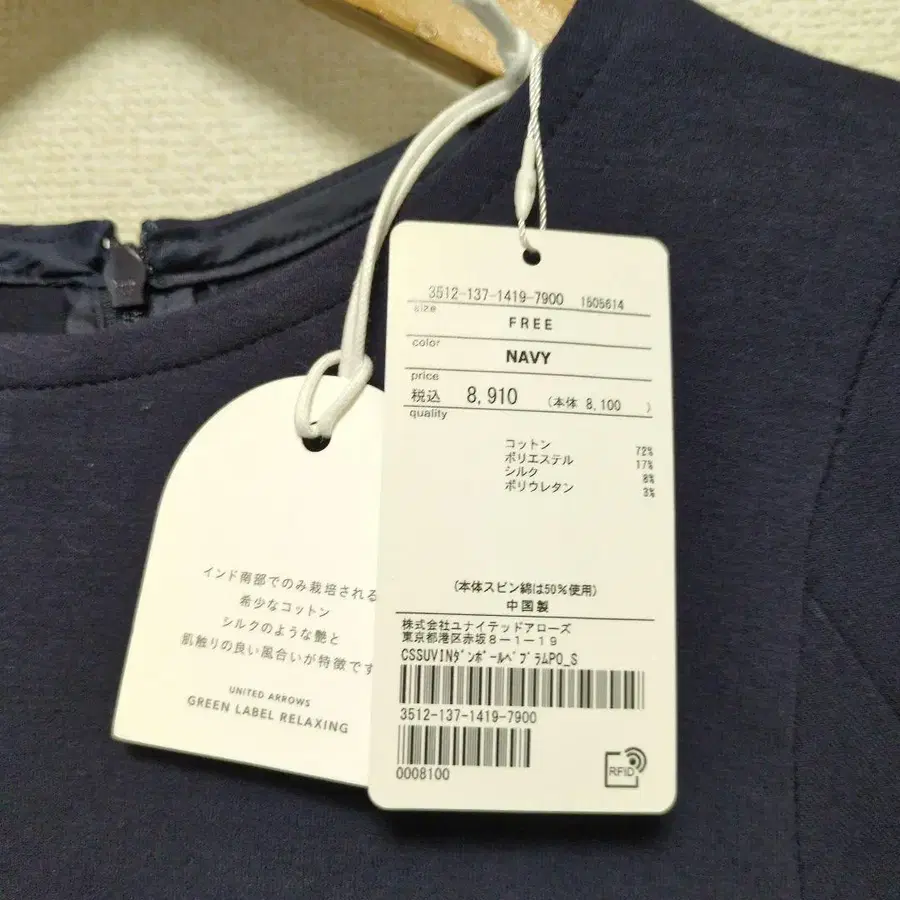 3512-137-1419-7900 1505614
size
FREE
color
NAVY
price
税込 8,910 (本体 8,100 )
quality
コットン 72%
ポリエステル 17%
シルク 8%
ポリウレタン 3%
(本体スビン綿は50%使用)
中国製
株式会社ユナイテッドアローズ
東京都港区赤坂8-1-19
CSSUVINダンボールペプラムPO_S
3512-137-1419-7900
0008100
RFID
インド南部でのみ栽培される
希少なコットン
シルクのような艶と
肌触りの良い風合いが特徴です
UNITED ARROWS
GREEN LABEL RELAXING